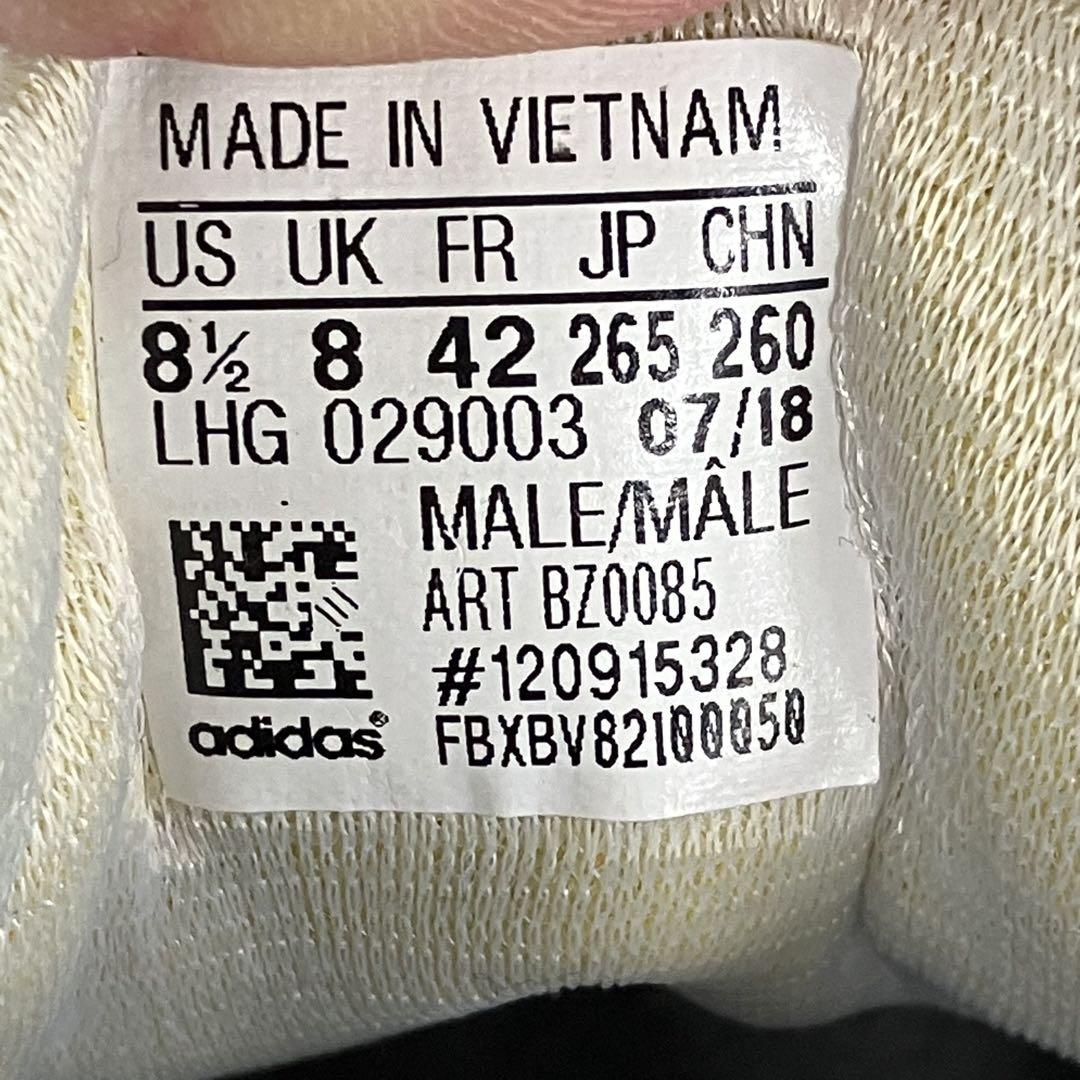 MADE IN VIETNAM
US UK FR JP CHN
8½ 8 42 265 260
LHG 029003 07/18
MALE/MÂLE
ART BZ0085
#120915328
adidas® FBXBV82100050